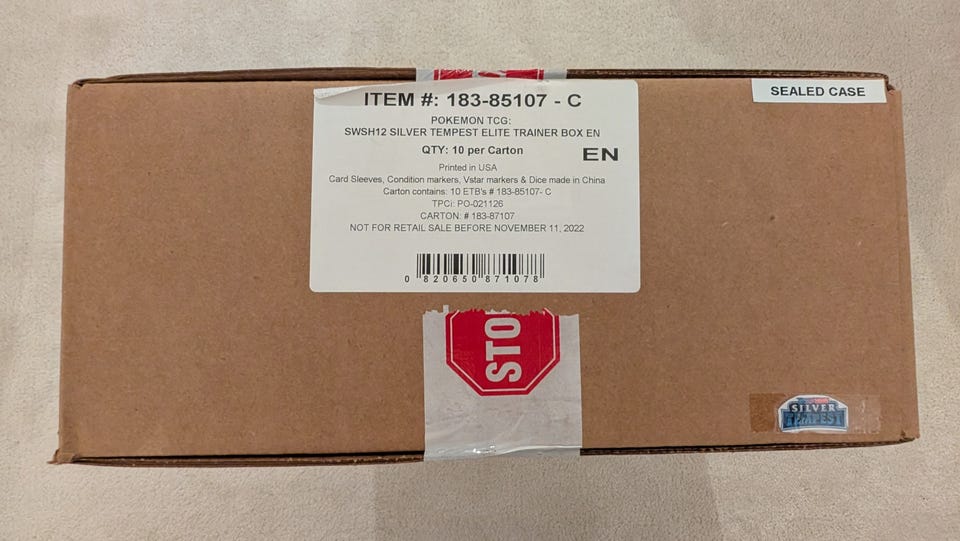 ITEM #: 183-85107 - C
SEALED CASE
POKEMON TCG:
SWSH12 SILVER TEMPEST ELITE TRAINER BOX EN
QTY: 10 per Carton
EN
Printed in USA
Card Sleeves, Condition markers, Vstar markers & Dice made in China
Carton contains: 10 ETB's # 183-85107- C
TPCi: PO-021126
CARTON: # 183-87107
NOT FOR RETAIL SALE BEFORE NOVEMBER 11, 2022
0 820650 871078
STO
SILVER
TEMPEST